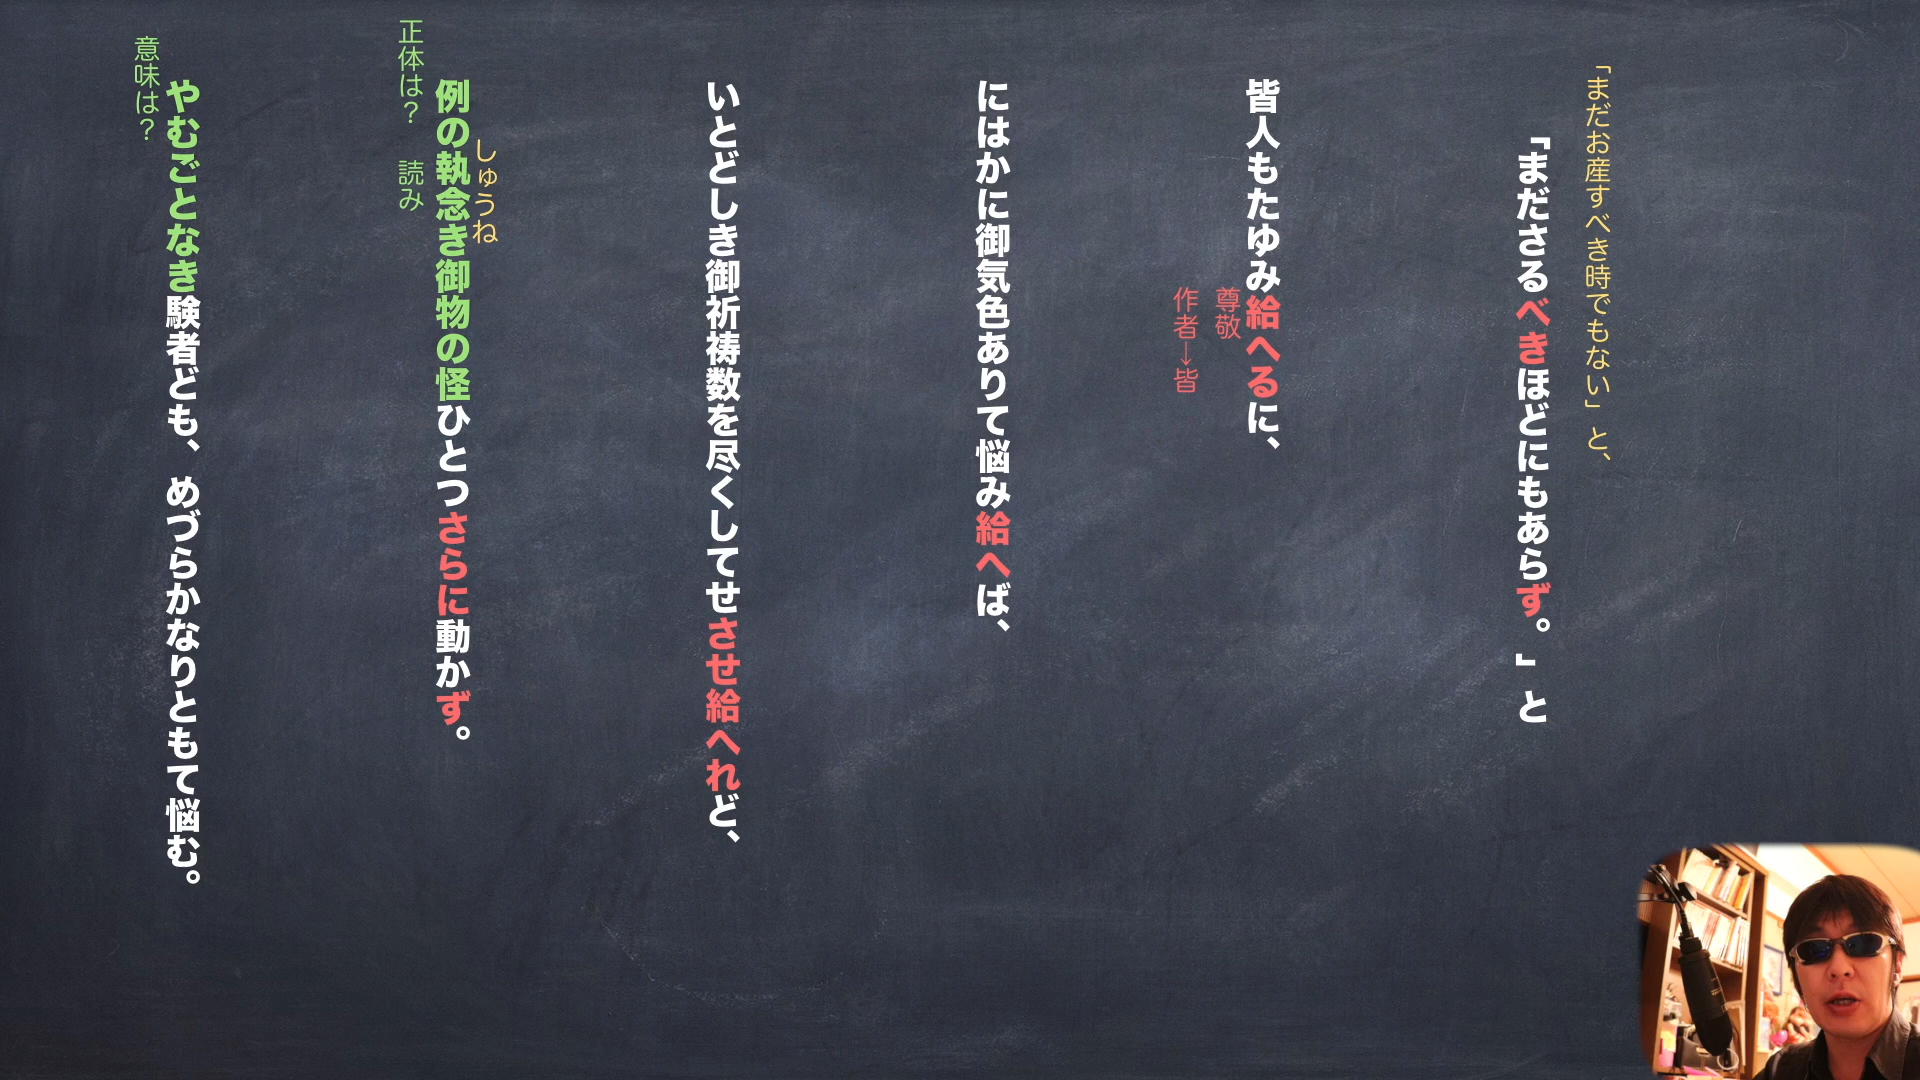 「まだお産すべき時でもない」と、
「まださるべきほどにもあらず。」と
皆人もたゆみ給へるに、
尊敬
作者→皆
にはかに御気色ありて悩み給へば、
いとどしき御祈祷数を尽くしてせさせ給へれど、
しゅうね
例の執念き御物の怪ひとつさらに動かず。
正体は？　読み
やむごとなき験者ども、めづらかなりともて悩む。
意味は？